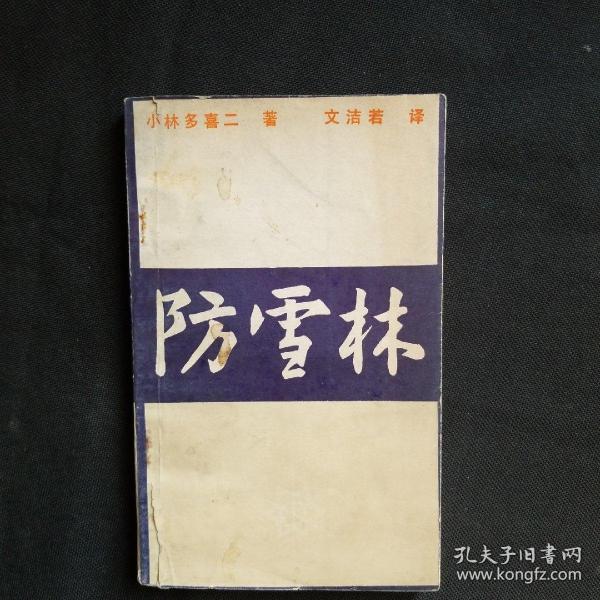 小林多喜二 著 文洁若 译
防雪林
孔夫子旧书网
www.kongfz.com